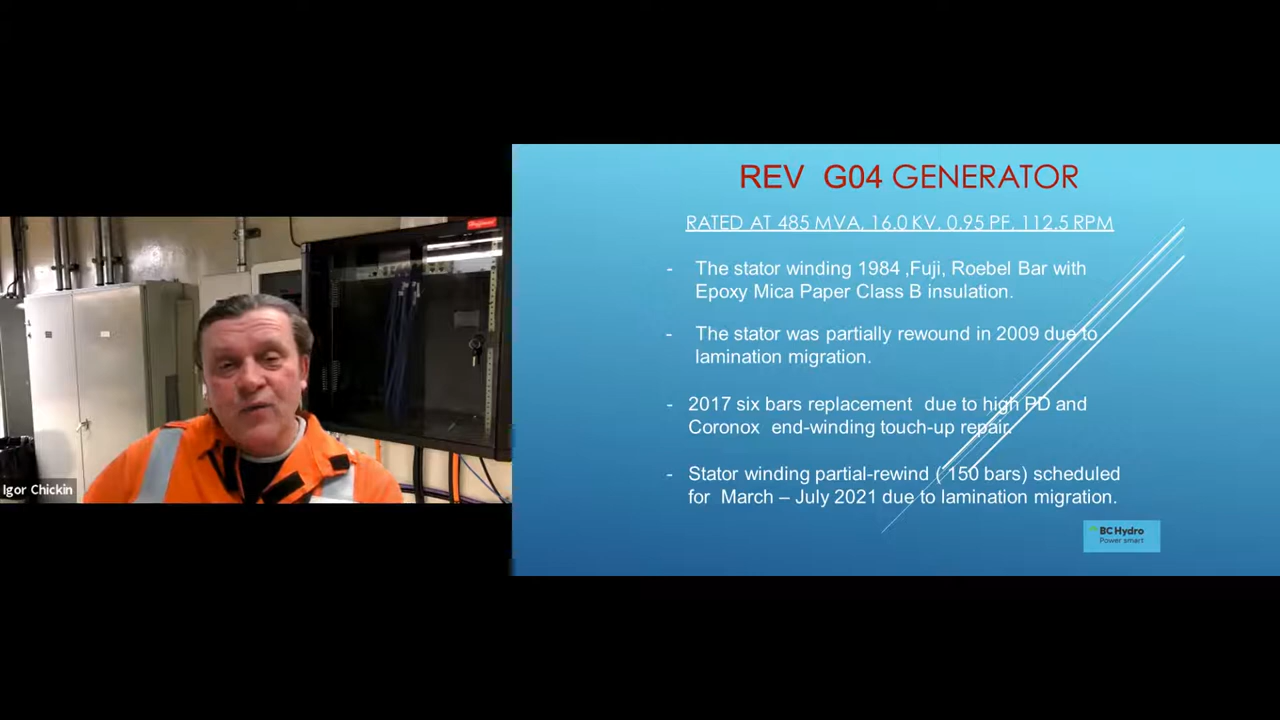 Igor Chickin
REV G04 GENERATOR
RATED AT 485 MVA, 16.0 KV, 0.95 PF, 112.5 RPM
- The stator winding 1984 ,Fuji, Roebel Bar with
Epoxy Mica Paper Class B insulation.
- The stator was partially rewound in 2009 due to
lamination migration.
- 2017 six bars replacement due to high PD and
Coronox end-winding touch-up repair.
- Stator winding partial-rewind (˜150 bars) scheduled
for March – July 2021 due to lamination migration.
BC Hydro
Power smart